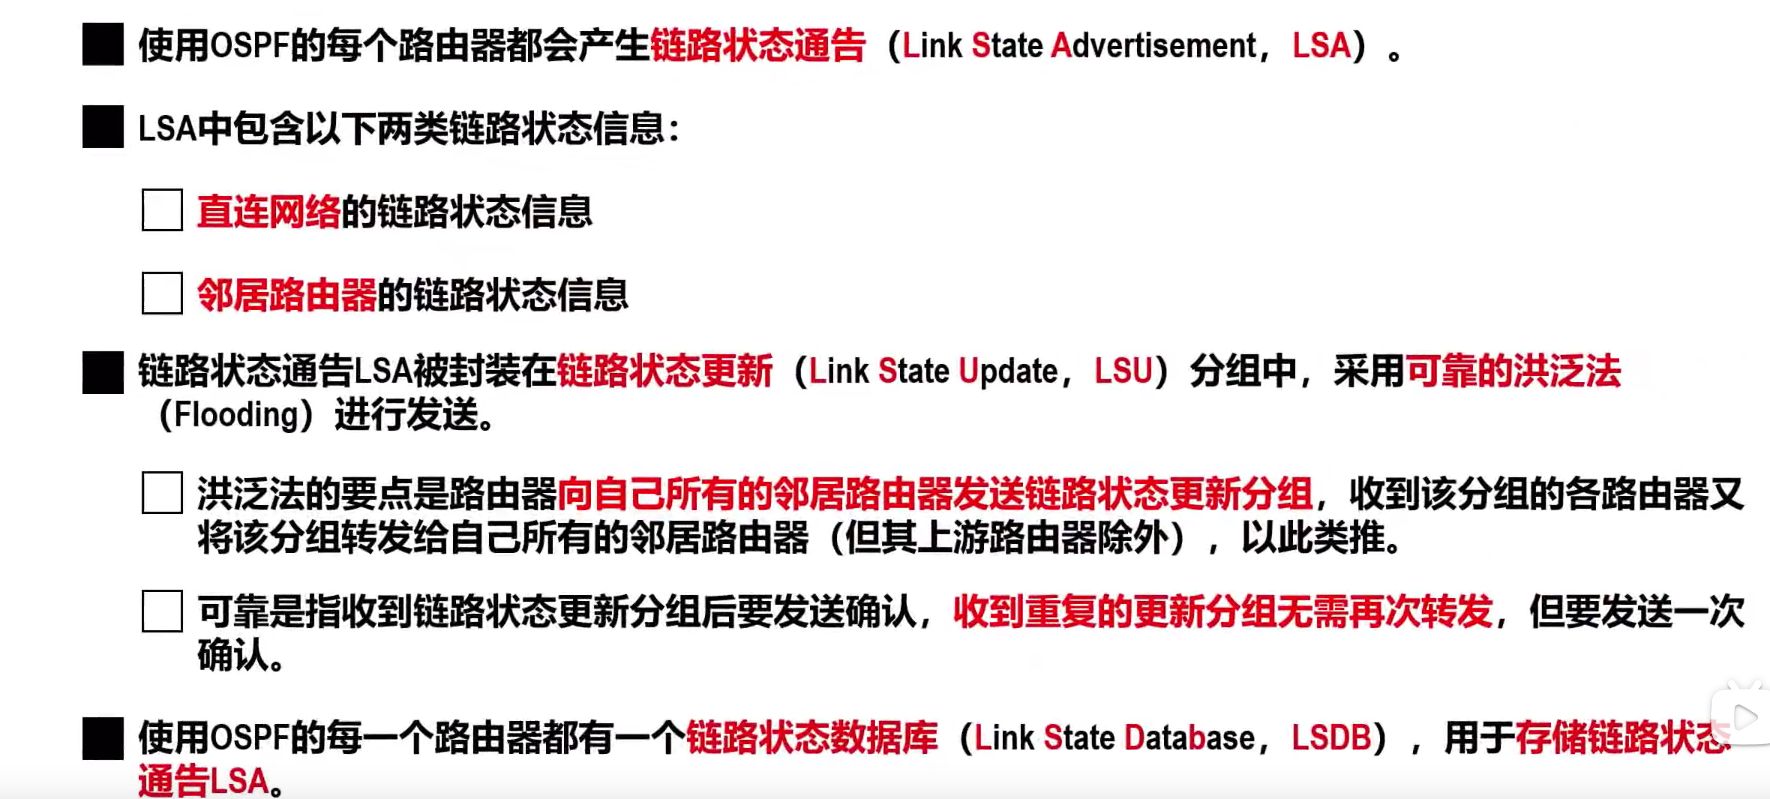 使用OSPF的每个路由器都会产生链路状态通告（Link State Advertisement，LSA）。
LSA中包含以下两类链路状态信息：
直连网络的链路状态信息
邻居路由器的链路状态信息
链路状态通告LSA被封装在链路状态更新（Link State Update，LSU）分组中，采用可靠的洪泛法
（Flooding）进行发送。
洪泛法的要点是路由器向自己所有的邻居路由器发送链路状态更新分组，收到该分组的各路由器又
将该分组转发给自己所有的邻居路由器（但其上游路由器除外），以此类推。
可靠是指收到链路状态更新分组后要发送确认，收到重复的更新分组无需再次转发，但要发送一次
确认。
使用OSPF的每一个路由器都有一个链路状态数据库（Link State Database，LSDB），用于存储链路状态
通告LSA。